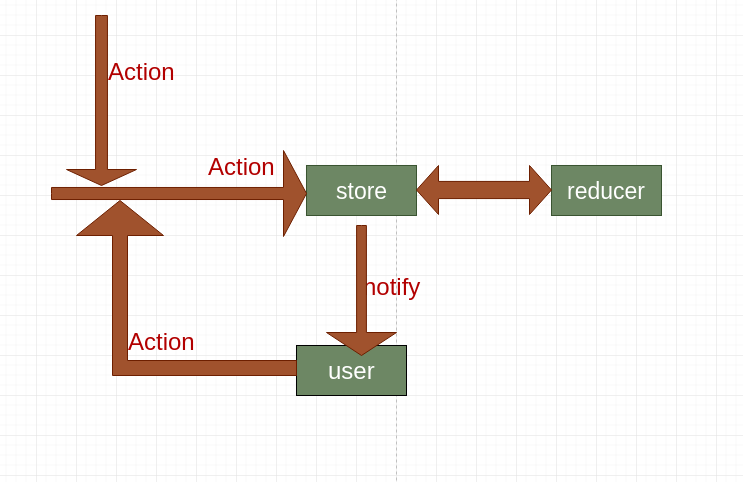 Action
Action
store
reducer
notify
Action
user